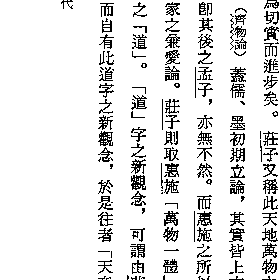 為切實而進步矣。莊子又稱此天地萬物
（濟物論）蓋儒、墨初期立論，其實皆上
卽其後之孟子，亦無不然。而惠施之所
家之兼愛論。莊子則取惠施「萬物一體
之「道」。「道」字之新觀念，可謂由
而自有此道字之新觀念，於是往者「天
代